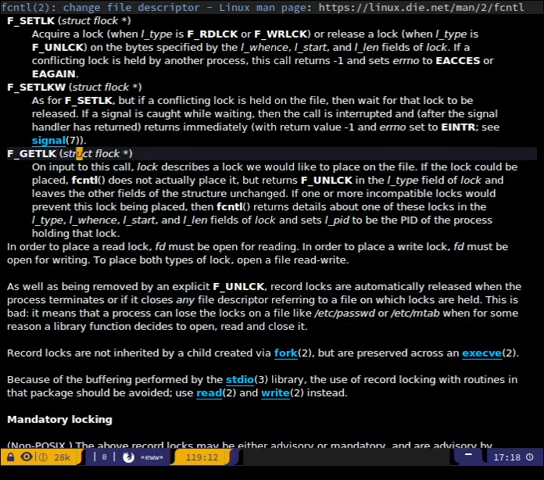 fcntl(2): change file descriptor - Linux man page: https://linux.die.net/man/2/fcntl
F_SETLK (struct flock *)
Acquire a lock (when l_type is F_RDLCK or F_WRLCK) or release a lock (when l_type is
F_UNLCK) on the bytes specified by the l_whence, l_start, and l_len fields of lock. If a
conflicting lock is held by another process, this call returns -1 and sets errno to EACCES or
EAGAIN.
F_SETLKW (struct flock *)
As for F_SETLK, but if a conflicting lock is held on the file, then wait for that lock to be
released. If a signal is caught while waiting, then the call is interrupted and (after the signal
handler has returned) returns immediately (with return value -1 and errno set to EINTR; see
signal(7)).
F_GETLK (struct flock *)
On input to this call, lock describes a lock we would like to place on the file. If the lock could be
placed, fcntl() does not actually place it, but returns F_UNLCK in the l_type field of lock and
leaves the other fields of the structure unchanged. If one or more incompatible locks would
prevent this lock being placed, then fcntl() returns details about one of these locks in the
l_type, l_whence, l_start, and l_len fields of lock and sets l_pid to be the PID of the process
holding that lock.
In order to place a read lock, fd must be open for reading. In order to place a write lock, fd must be
open for writing. To place both types of lock, open a file read-write.
As well as being removed by an explicit F_UNLCK, record locks are automatically released when the
process terminates or if it closes any file descriptor referring to a file on which locks are held. This is
bad: it means that a process can lose the locks on a file like /etc/passwd or /etc/mtab when for some
reason a library function decides to open, read and close it.
Record locks are not inherited by a child created via fork(2), but are preserved across an execve(2).
Because of the buffering performed by the stdio(3) library, the use of record locking with routines in
that package should be avoided; use read(2) and write(2) instead.
Mandatory locking
(Non-POSIX.) The above record locks may be either advisory or mandatory, and are advisory by
28k | 0 *eww* 119:12 17:18